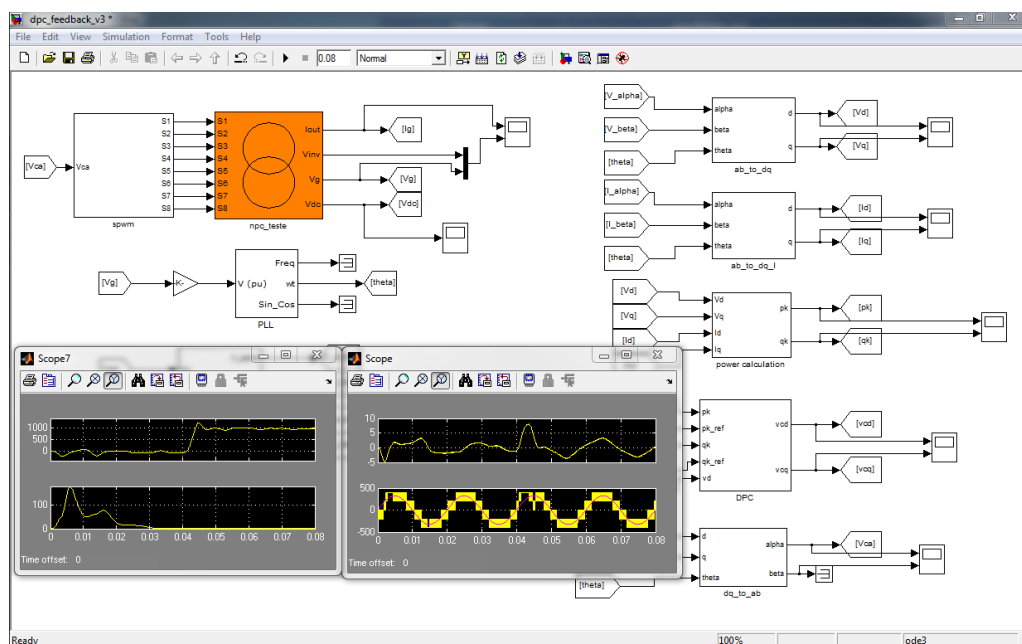 dpc_feedback_v3 *
File Edit View Simulation Format Tools Help
0.08 Normal
[Vca]
Vca
S1
S2
S3
S4
S5
S6
S7
S8
spwm
S1
S2
S3
S4
S5
S6
S7
S8
Iout
Vinv
Vg
Vdc
npc_teste
[Ig]
[Vg]
[Vdc]
[Vg]
-K-
V (pu)
Freq
wt
Sin_Cos
PLL
[theta]
[V_alpha]
[V_beta]
[theta]
alpha
beta
theta
d
q
ab_to_dq
[Vd]
[Vq]
[I_alpha]
[I_beta]
[theta]
alpha
beta
theta
d
q
ab_to_dq_I
[Id]
[Iq]
[Vd]
[Vq]
[Id]
Vd
Vq
Id
Iq
pk
qk
power calculation
[pk]
[qk]
pk
pk_ref
qk
qk_ref
vd
vcd
vcq
DPC
[vcd]
[vcq]
d
q
theta
alpha
beta
dq_to_ab
[Vca]
[theta]
Scope7
1000
500
0
100
0
0 0.01 0.02 0.03 0.04 0.05 0.06 0.07 0.08
Time offset: 0
Scope
10
5
0
-5
500
0
-500
0 0.01 0.02 0.03 0.04 0.05 0.06 0.07 0.08
Time offset: 0
Ready 100% ode3